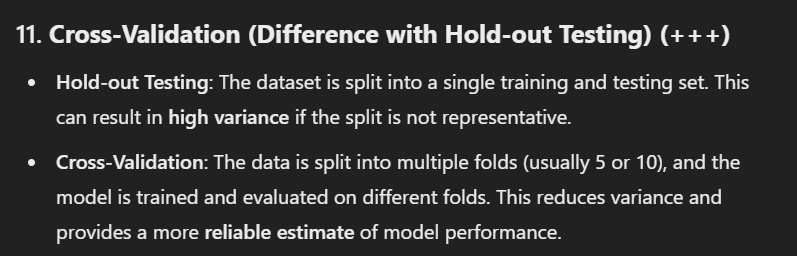 11. Cross-Validation (Difference with Hold-out Testing) (+++)
• Hold-out Testing: The dataset is split into a single training and testing set. This
can result in high variance if the split is not representative.
• Cross-Validation: The data is split into multiple folds (usually 5 or 10), and the
model is trained and evaluated on different folds. This reduces variance and
provides a more reliable estimate of model performance.